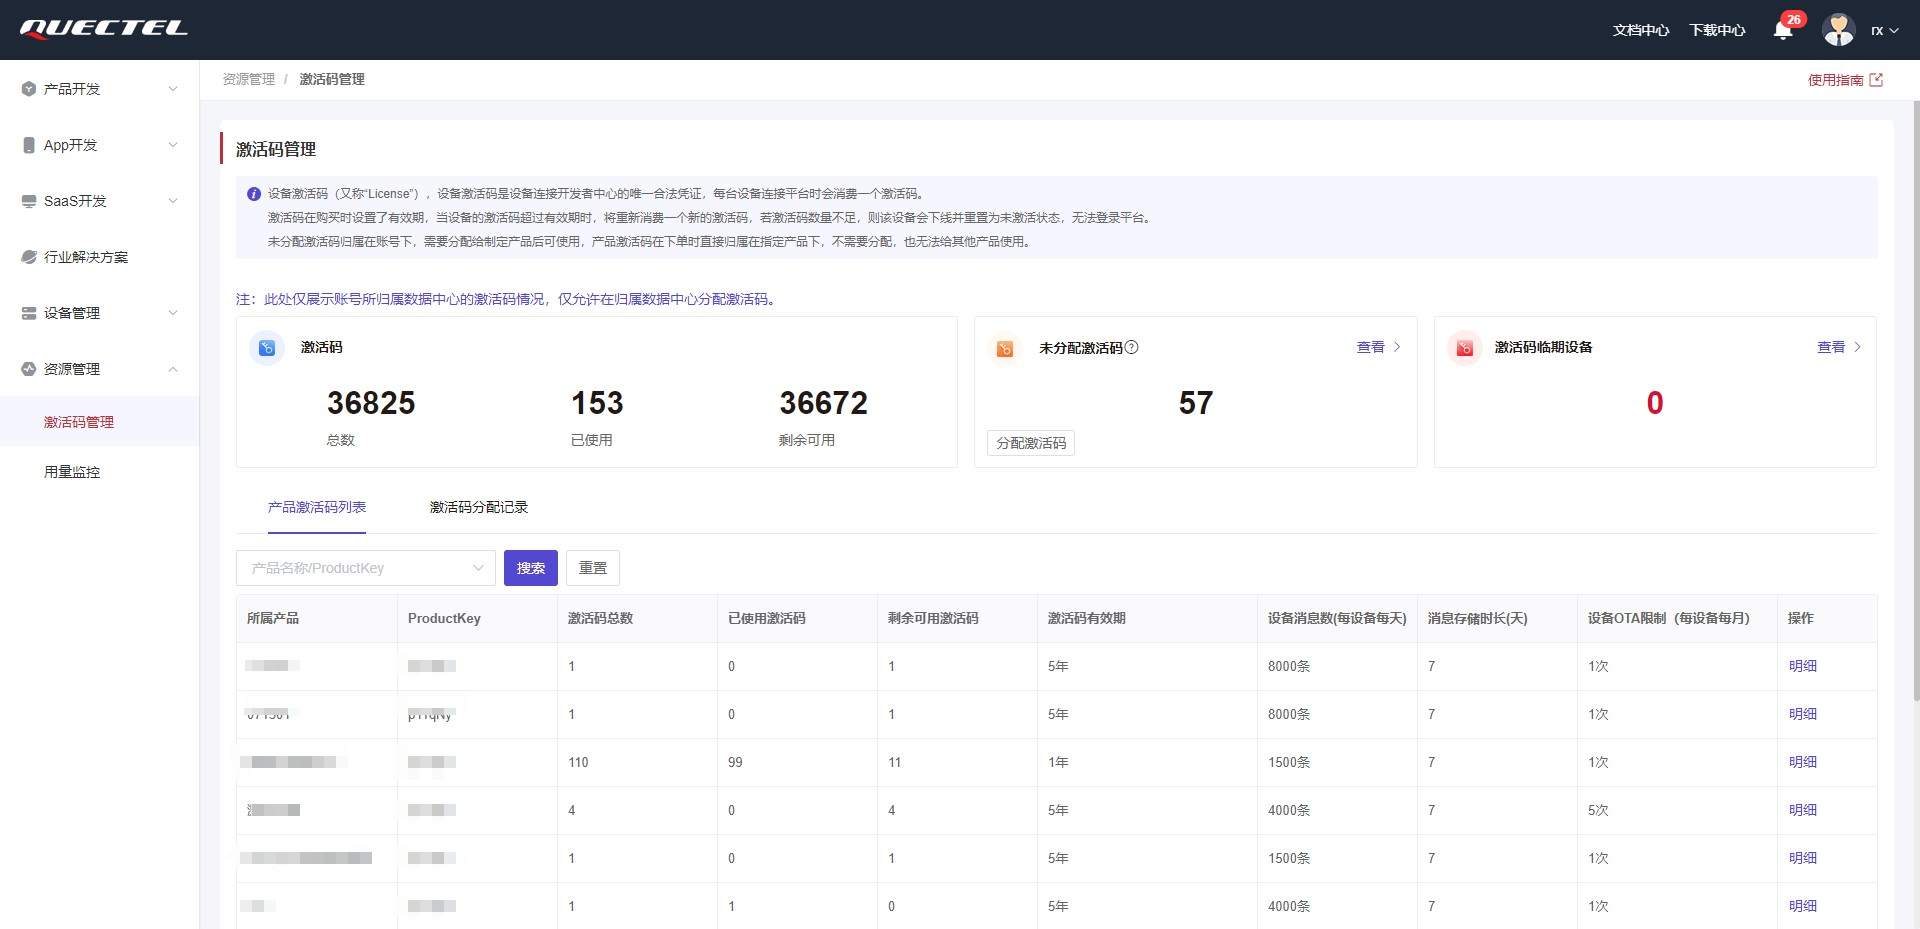 QUECTEL
文档中心 下载中心 26 rx
产品开发
App开发
SaaS开发
行业解决方案
设备管理
资源管理
激活码管理
用量监控
资源管理 / 激活码管理
使用指南
激活码管理
设备激活码（又称“License”），设备激活码是设备连接开发者中心的唯一合法凭证，每台设备连接平台时会消费一个激活码。
激活码在购买时设置了有效期，当设备的激活码超过有效期时，将重新消费一个新的激活码，若激活码数量不足，则该设备会下线并重置为未激活状态，无法登录平台。
未分配激活码归属在账号下，需要分配给制定产品后可使用，产品激活码在下单时直接归属在指定产品下，不需要分配，也无法给其他产品使用。
注：此处仅展示账号所归属数据中心的激活码情况，仅允许在归属数据中心分配激活码。
激活码
36825 153 36672
总数 已使用 剩余可用
未分配激活码 查看
57
分配激活码
激活码临期设备 查看
0
产品激活码列表 激活码分配记录
产品名称/ProductKey 搜索 重置
所属产品 ProductKey 激活码总数 已使用激活码 剩余可用激活码 激活码有效期 设备消息数(每设备每天) 消息存储时长(天) 设备OTA限制（每设备每月） 操作
1 0 1 5年 8000条 7 1次 明细
1 0 1 5年 8000条 7 1次 明细
110 99 11 1年 1500条 7 1次 明细
4 0 4 5年 4000条 7 5次 明细
1 0 1 5年 1500条 7 1次 明细
1 1 0 5年 4000条 7 1次 明细